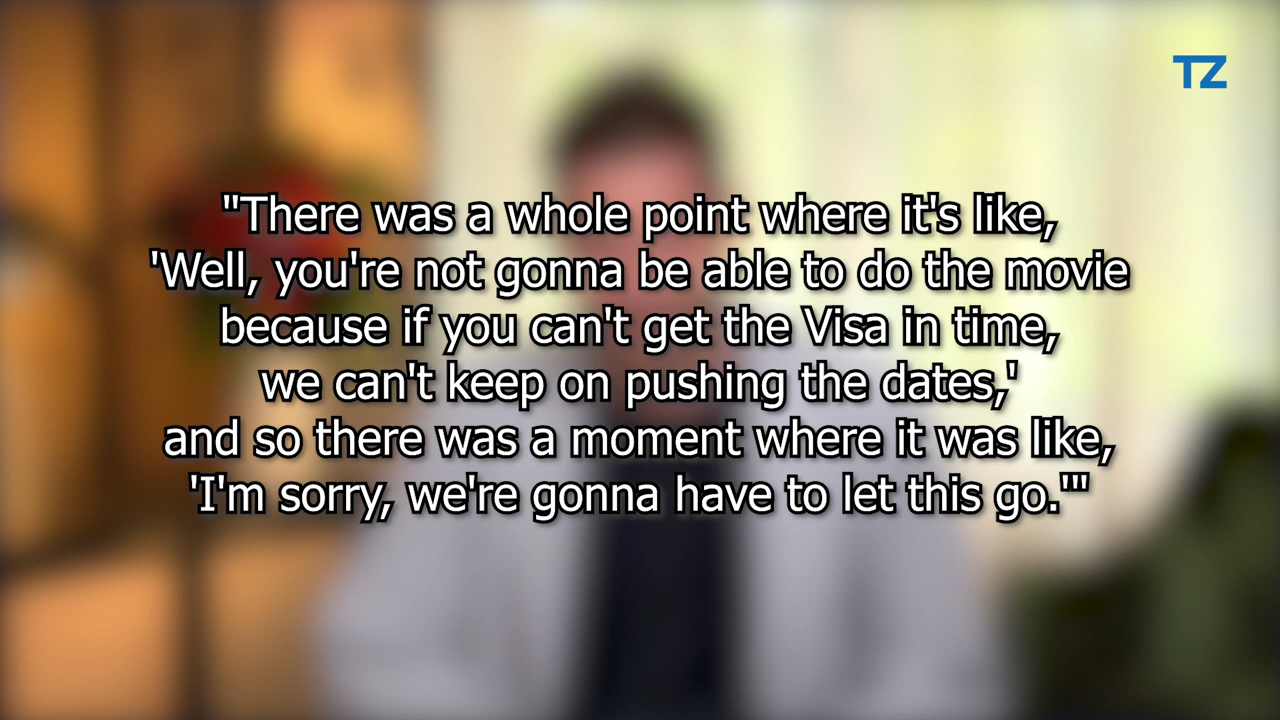 TZ
"There was a whole point where it's like,
'Well, you're not gonna be able to do the movie
because if you can't get the Visa in time,
we can't keep on pushing the dates,'
and so there was a moment where it was like,
'I'm sorry, we're gonna have to let this go.'"